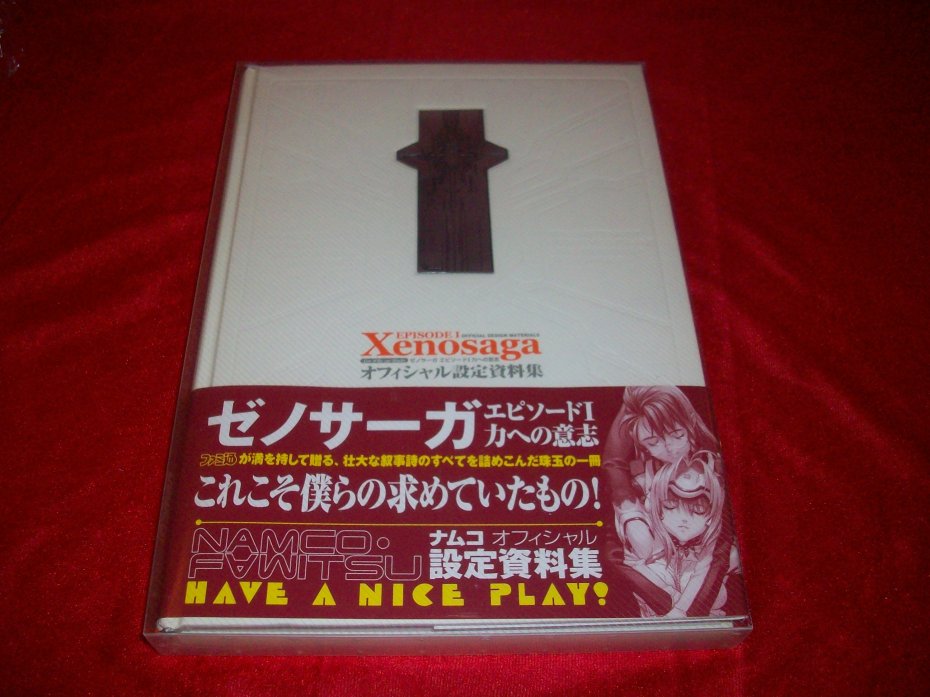 EPISODE I OFFICIAL DESIGN MATERIALS
Xenosaga
ゼノサーガ エピソードI 力への意志
オフィシャル設定資料集
ゼノサーガ エピソードI 力への意志
ファミ通が満を持して贈る、壮大な叙事詩のすべてを詰めこんだ珠玉の一冊
これこそ僕らの求めていたもの!
NAMCO・
FAMITSU
ナムコ オフィシャル
設定資料集
HAVE A NICE PLAY!